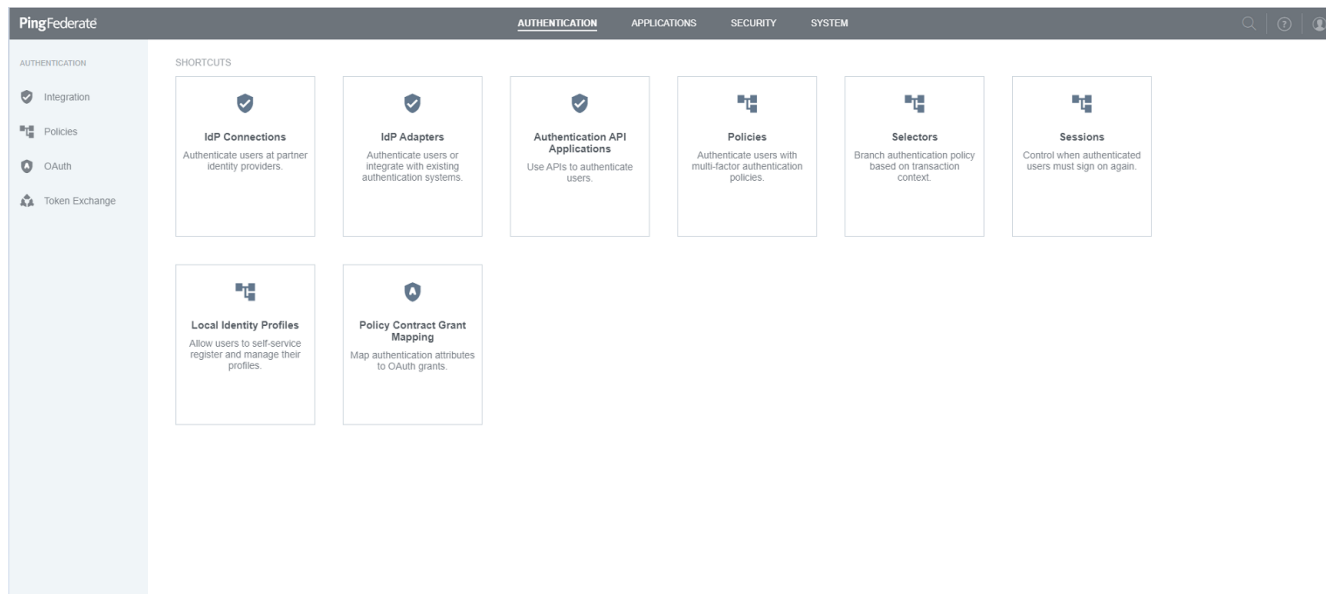 PingFederate
AUTHENTICATION APPLICATIONS SECURITY SYSTEM
AUTHENTICATION
Integration
Policies
OAuth
Token Exchange
SHORTCUTS
IdP Connections
Authenticate users at partner
identity providers.
IdP Adapters
Authenticate users or
integrate with existing
authentication systems.
Authentication API
Applications
Use APIs to authenticate
users.
Policies
Authenticate users with
multi-factor authentication
policies.
Selectors
Branch authentication policy
based on transaction
context.
Sessions
Control when authenticated
users must sign on again.
Local Identity Profiles
Allow users to self-service
register and manage their
profiles.
Policy Contract Grant
Mapping
Map authentication attributes
to OAuth grants.